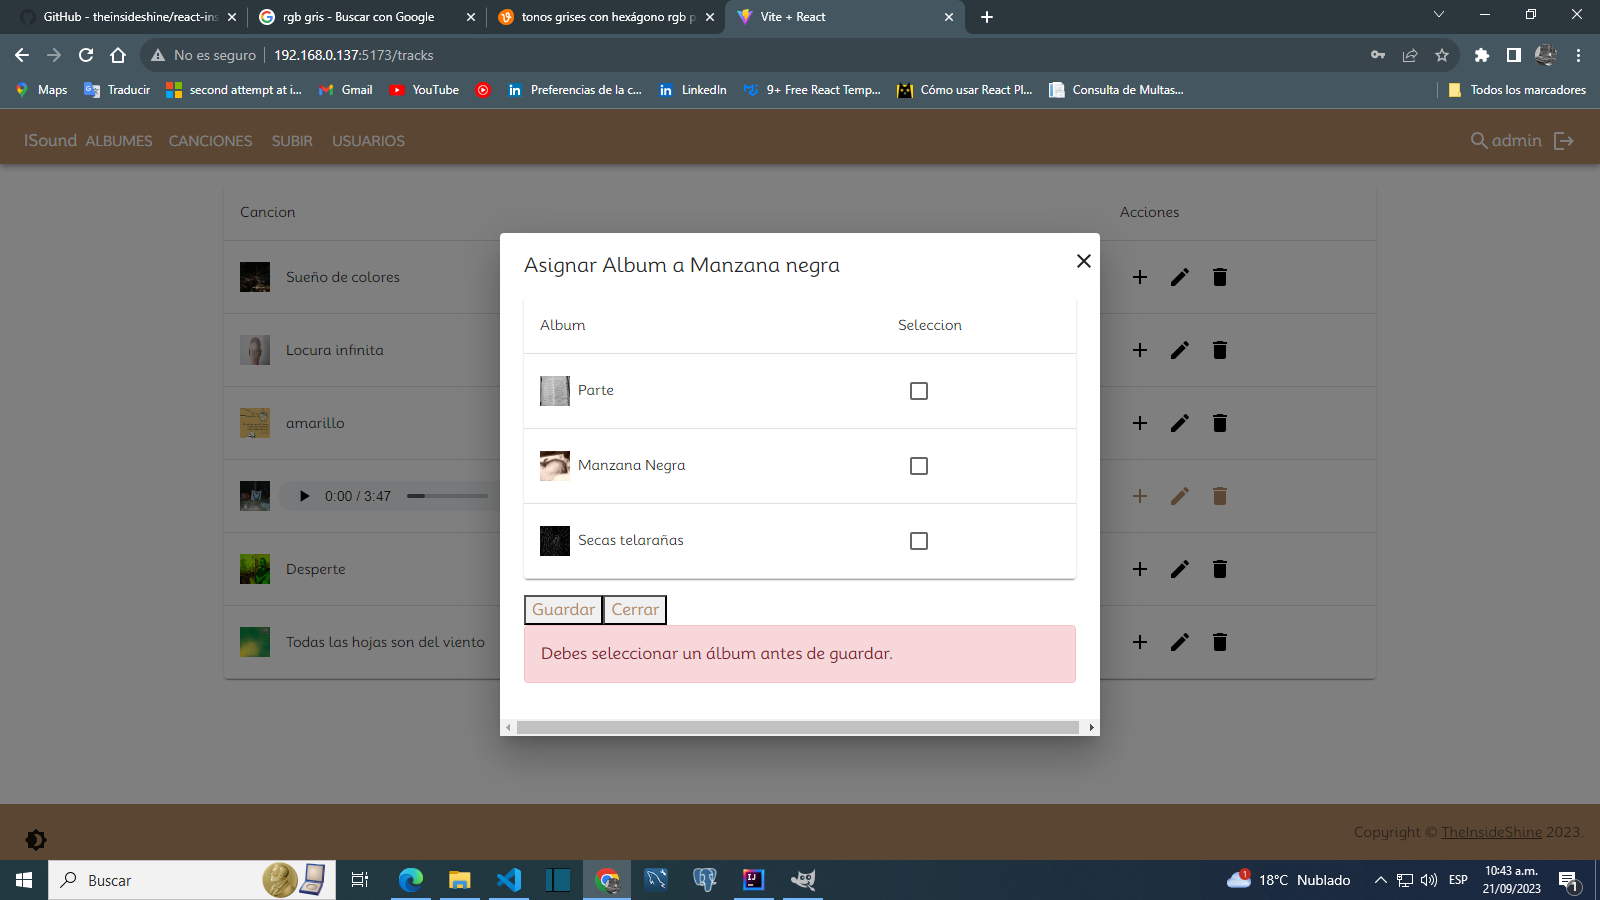 GitHub - theinsideshine/react-ins
rgb gris - Buscar con Google
tonos grises con hexágono rgb p
Vite + React
No es seguro
192.168.0.137:5173/tracks
Maps
Traducir
second attempt at i...
Gmail
YouTube
Preferencias de la c...
LinkedIn
9+ Free React Temp...
Cómo usar React Pl...
Consulta de Multas...
Todos los marcadores
ISound ALBUMES CANCIONES SUBIR USUARIOS
admin
Cancion
Acciones
Sueño de colores
Locura infinita
amarillo
0:00 / 3:47
Desperte
Todas las hojas son del viento
Asignar Album a Manzana negra
Album
Seleccion
Parte
Manzana Negra
Secas telarañas
Guardar
Cerrar
Debes seleccionar un álbum antes de guardar.
Copyright © TheInsideShine 2023.
Buscar
1
18°C Nublado
ESP
10:43 a.m.
21/09/2023
1